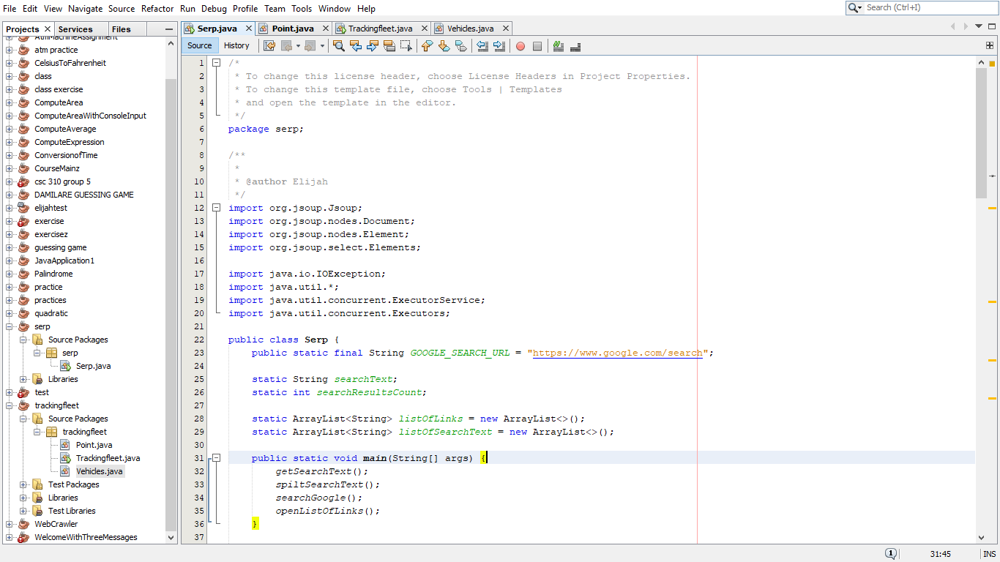 File Edit View Navigate Source Refactor Run Debug Profile Team Tools Window Help
Search (Ctrl+I)
Projects Services Files
AtmMachineAssignment
atm practice
CelsiusToFahrenheit
class
class exercise
ComputeArea
ComputeAreaWithConsoleInput
ComputeAverage
ComputeExpression
ConversionofTime
CourseMainz
csc 310 group 5
DAMILARE GUESSING GAME
elijahtest
exercise
exercisez
guessing game
JavaApplication1
Palindrome
practice
practices
quadratic
serp
Source Packages
serp
Serp.java
Libraries
test
trackingfleet
Source Packages
trackingfleet
Point.java
Trackingfleet.java
Vehicles.java
Test Packages
Libraries
Test Libraries
WebCrawler
WelcomeWithThreeMessages
Serp.java Point.java Trackingfleet.java Vehicles.java
Source History
1 /*
2 * To change this license header, choose License Headers in Project Properties.
3 * To change this template file, choose Tools | Templates
4 * and open the template in the editor.
5 */
6 package serp;
7
8 /**
9 *
10 * @author Elijah
11 */
12 import org.jsoup.Jsoup;
13 import org.jsoup.nodes.Document;
14 import org.jsoup.nodes.Element;
15 import org.jsoup.select.Elements;
16
17 import java.io.IOException;
18 import java.util.*;
19 import java.util.concurrent.ExecutorService;
20 import java.util.concurrent.Executors;
21
22 public class Serp {
23 public static final String GOOGLE_SEARCH_URL = "https://www.google.com/search";
24
25 static String searchText;
26 static int searchResultsCount;
27
28 static ArrayList<String> listOfLinks = new ArrayList<>();
29 static ArrayList<String> listOfSearchText = new ArrayList<>();
30
31 public static void main(String[] args) {
32 getSearchText();
33 spiltSearchText();
34 searchGoogle();
35 openListOfLinks();
36 }
37
1 31:45 INS